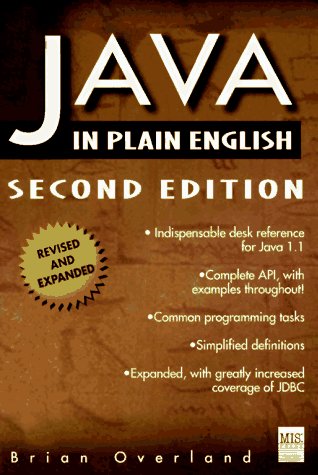 JAVA
IN PLAIN ENGLISH
SECOND EDITION
• Indispensable desk reference
for Java 1.1
REVISED
AND
EXPANDED
• Complete API, with
examples throughout!
• Common programming tasks
• Simplified definitions
• Expanded, with greatly increased
coverage of JDBC
MIS:
Brian Overland